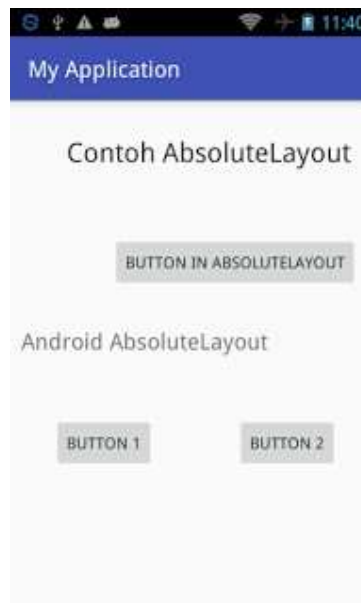 11:40
My Application
Contoh AbsoluteLayout
BUTTON IN ABSOLUTELAYOUT
Android AbsoluteLayout
BUTTON 1 BUTTON 2